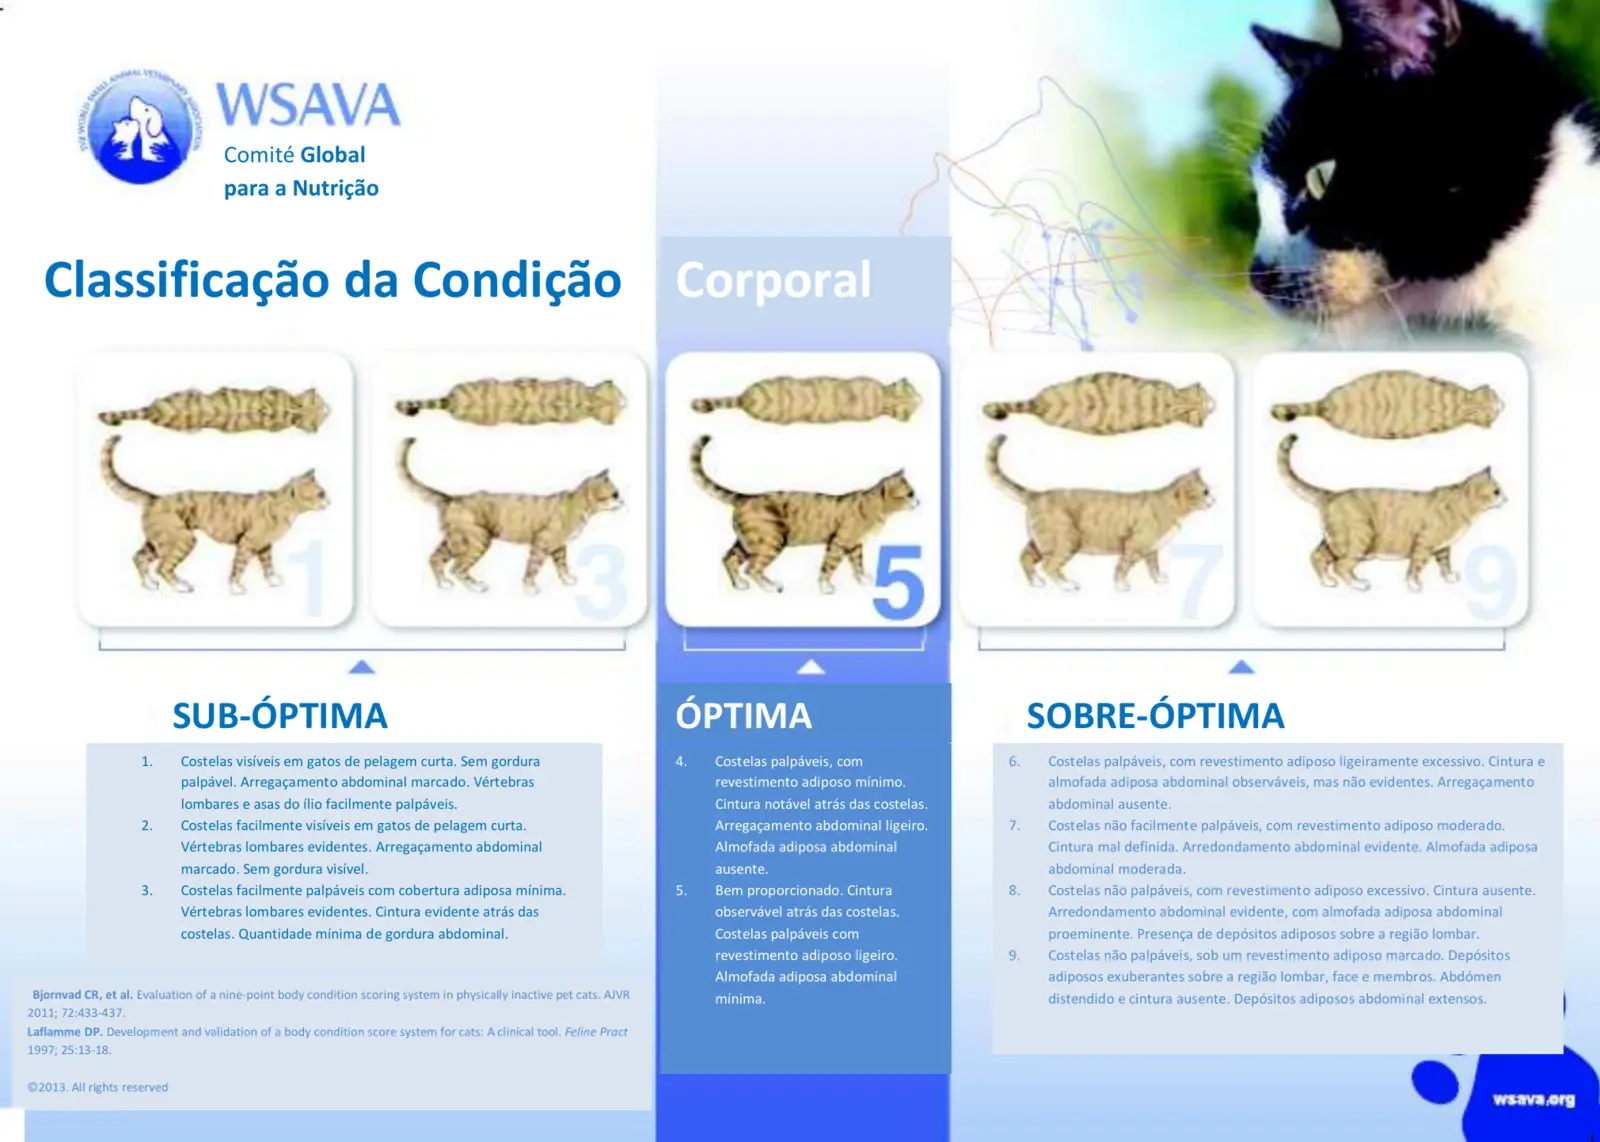 THE WORLD SMALL ANIMAL VETERINARY ASSOCIATION
WSAVA
Comité Global
para a Nutrição
Classificação da Condição Corporal
1
3
5
7
9
SUB-ÓPTIMA
1. Costelas visíveis em gatos de pelagem curta. Sem gordura
palpável. Arregaçamento abdominal marcado. Vértebras
lombares e asas do ílio facilmente palpáveis.
2. Costelas facilmente visíveis em gatos de pelagem curta.
Vértebras lombares evidentes. Arregaçamento abdominal
marcado. Sem gordura visível.
3. Costelas facilmente palpáveis com cobertura adiposa mínima.
Vértebras lombares evidentes. Cintura evidente atrás das
costelas. Quantidade mínima de gordura abdominal.
Bjornvad CR, et al. Evaluation of a nine-point body condition scoring system in physically inactive pet cats. AJVR
2011; 72:433-437.
Laflamme DP. Development and validation of a body condition score system for cats: A clinical tool. Feline Pract
1997; 25:13-18.
©2013. All rights reserved
ÓPTIMA
4. Costelas palpáveis, com
revestimento adiposo mínimo.
Cintura notável atrás das costelas.
Arregaçamento abdominal ligeiro.
Almofada adiposa abdominal
ausente.
5. Bem proporcionado. Cintura
observável atrás das costelas.
Costelas palpáveis com
revestimento adiposo ligeiro.
Almofada adiposa abdominal
mínima.
SOBRE-ÓPTIMA
6. Costelas palpáveis, com revestimento adiposo ligeiramente excessivo. Cintura e
almofada adiposa abdominal observáveis, mas não evidentes. Arregaçamento
abdominal ausente.
7. Costelas não facilmente palpáveis, com revestimento adiposo moderado.
Cintura mal definida. Arredondamento abdominal evidente. Almofada adiposa
abdominal moderada.
8. Costelas não palpáveis, com revestimento adiposo excessivo. Cintura ausente.
Arredondamento abdominal evidente, com almofada adiposa abdominal
proeminente. Presença de depósitos adiposos sobre a região lombar.
9. Costelas não palpáveis, sob um revestimento adiposo marcado. Depósitos
adiposos exuberantes sobre a região lombar, face e membros. Abdómen
distendido e cintura ausente. Depósitos adiposos abdominal extensos.
wsava.org